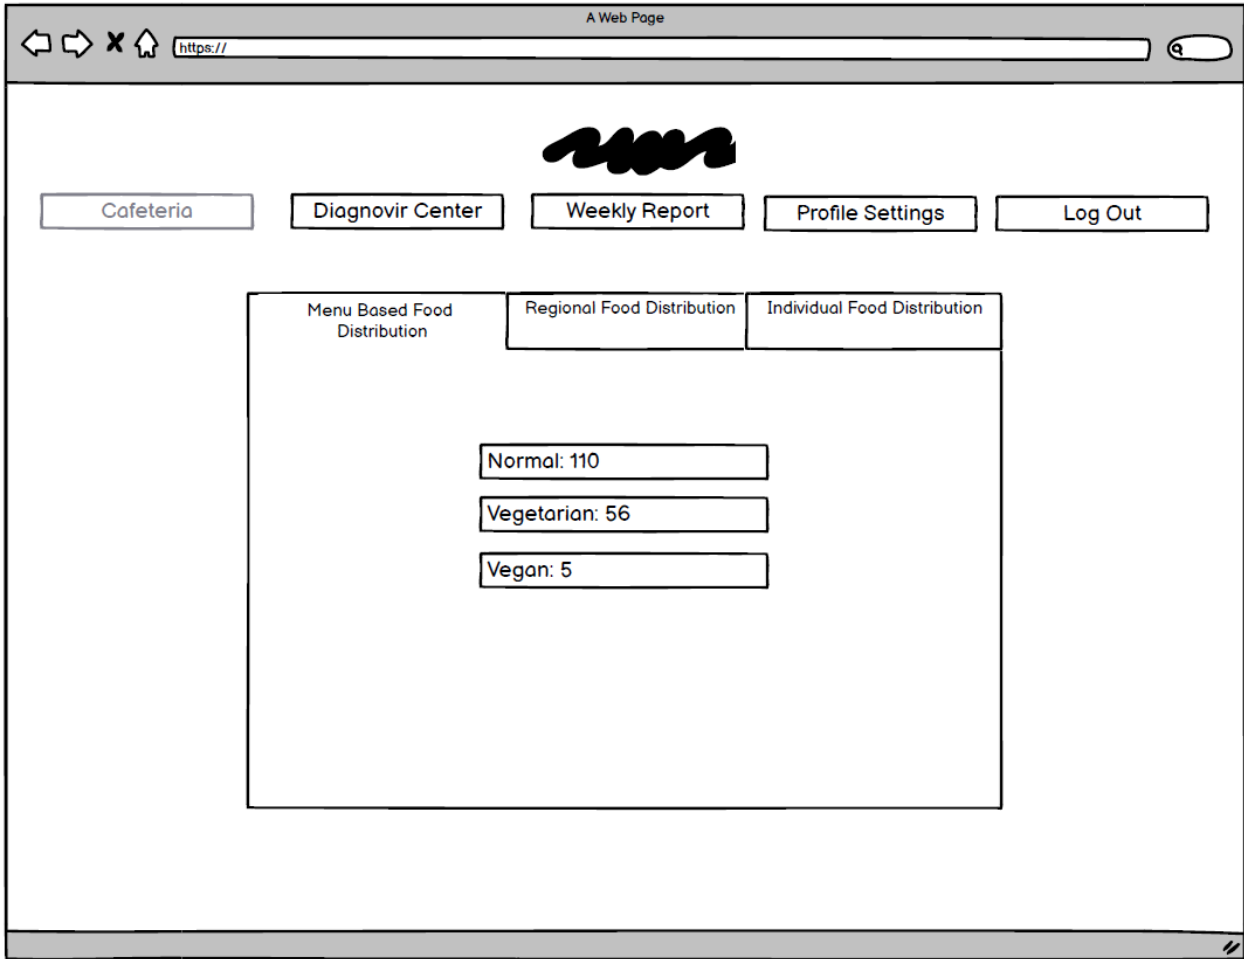 A Web Page
https://
Cafeteria
Diagnovir Center
Weekly Report
Profile Settings
Log Out
Menu Based Food
Distribution
Regional Food Distribution
Individual Food Distribution
Normal: 110
Vegetarian: 56
Vegan: 5